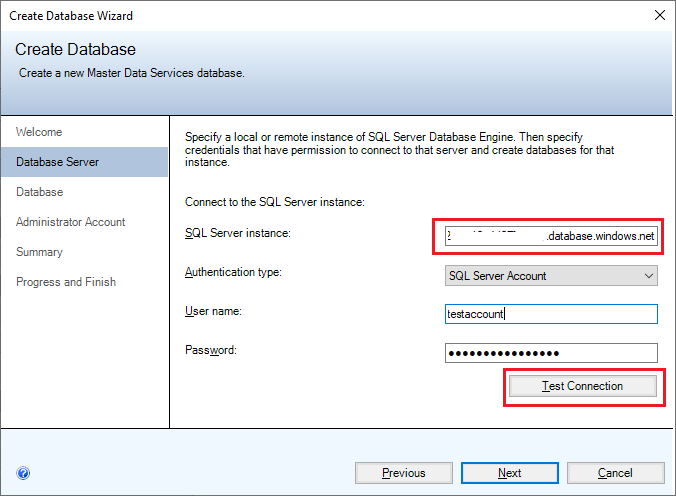 Create Database Wizard
Create Database
Create a new Master Data Services database.
Welcome
Database Server
Database
Administrator Account
Summary
Progress and Finish
Specify a local or remote instance of SQL Server Database Engine. Then specify
credentials that have permission to connect to that server and create databases for that
instance.
Connect to the SQL Server instance:
SQL Server instance:
.database.windows.net
Authentication type:
SQL Server Account
User name:
testaccount
Password:
●●●●●●●●●●●●●●●●
Test Connection
Previous
Next
Cancel